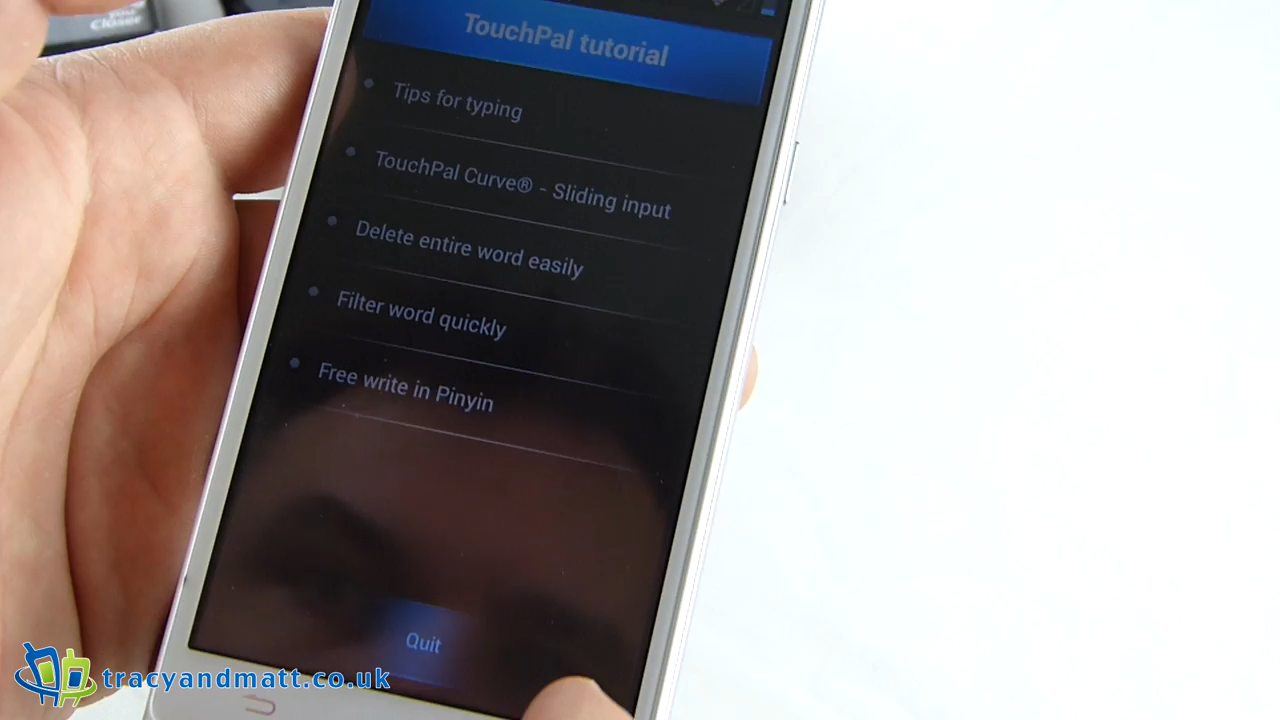 Closer
TouchPal tutorial
Tips for typing
TouchPal Curve® - Sliding input
Delete entire word easily
Filter word quickly
Free write in Pinyin
Quit
tracyandmatt.co.uk